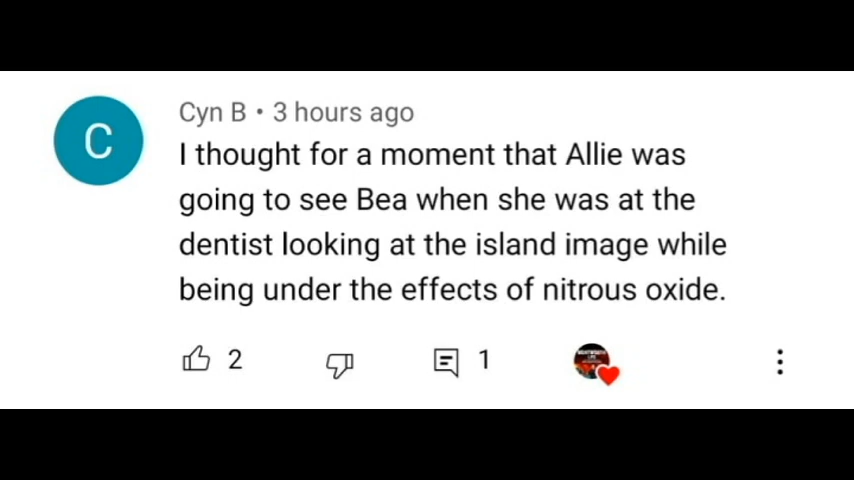 C
Cyn B • 3 hours ago
I thought for a moment that Allie was
going to see Bea when she was at the
dentist looking at the island image while
being under the effects of nitrous oxide.
2
1